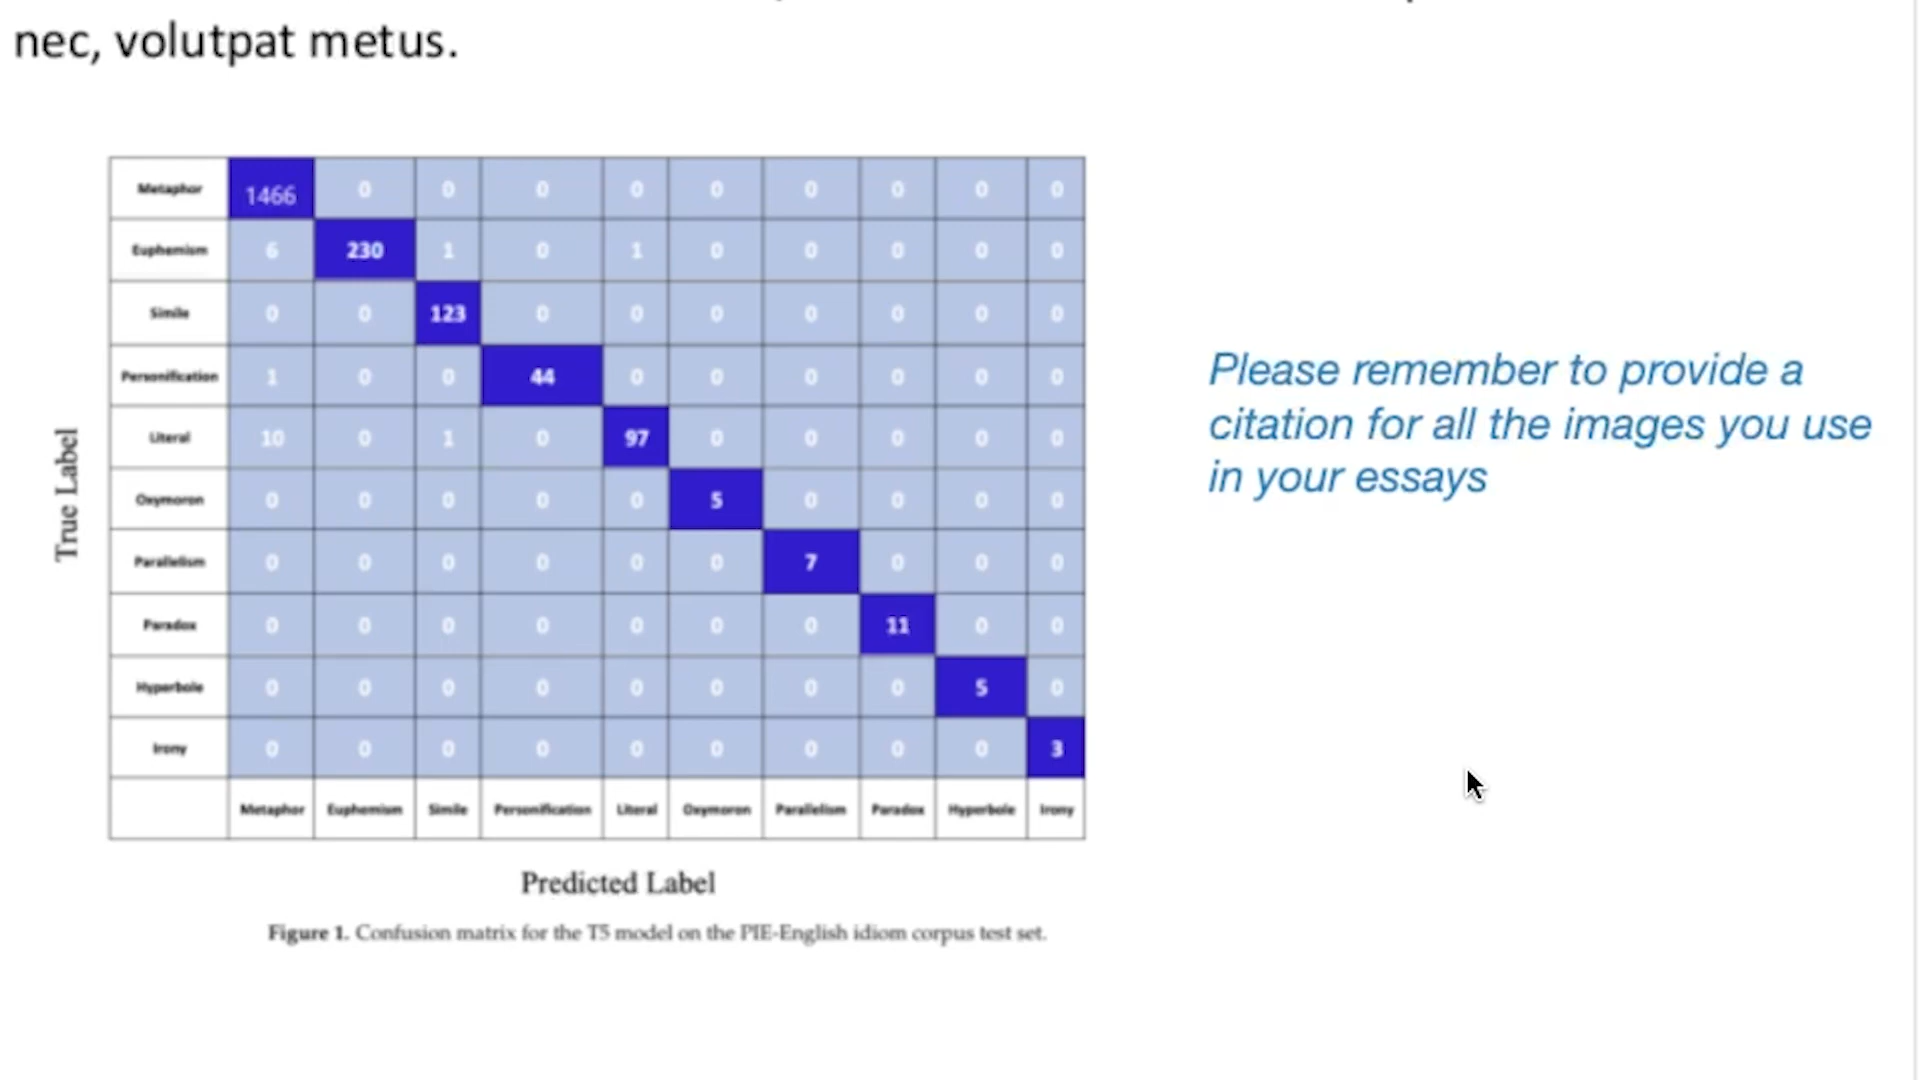 nec, volutpat metus.
True Label
Metaphor 1466 0 0 0 0 0 0 0 0 0
Euphemism 6 230 1 0 1 0 0 0 0 0
Simile 0 0 123 0 0 0 0 0 0 0
Personification 1 0 0 44 0 0 0 0 0 0
Literal 10 0 1 0 97 0 0 0 0 0
Oxymoron 0 0 0 0 0 5 0 0 0 0
Parallelism 0 0 0 0 0 0 7 0 0 0
Paradox 0 0 0 0 0 0 0 11 0 0
Hyperbole 0 0 0 0 0 0 0 0 5 0
Irony 0 0 0 0 0 0 0 0 0 3
Metaphor Euphemism Simile Personification Literal Oxymoron Parallelism Paradox Hyperbole Irony
Predicted Label
Figure 1. Confusion matrix for the T5 model on the PIE-English idiom corpus test set.
Please remember to provide a
citation for all the images you use
in your essays